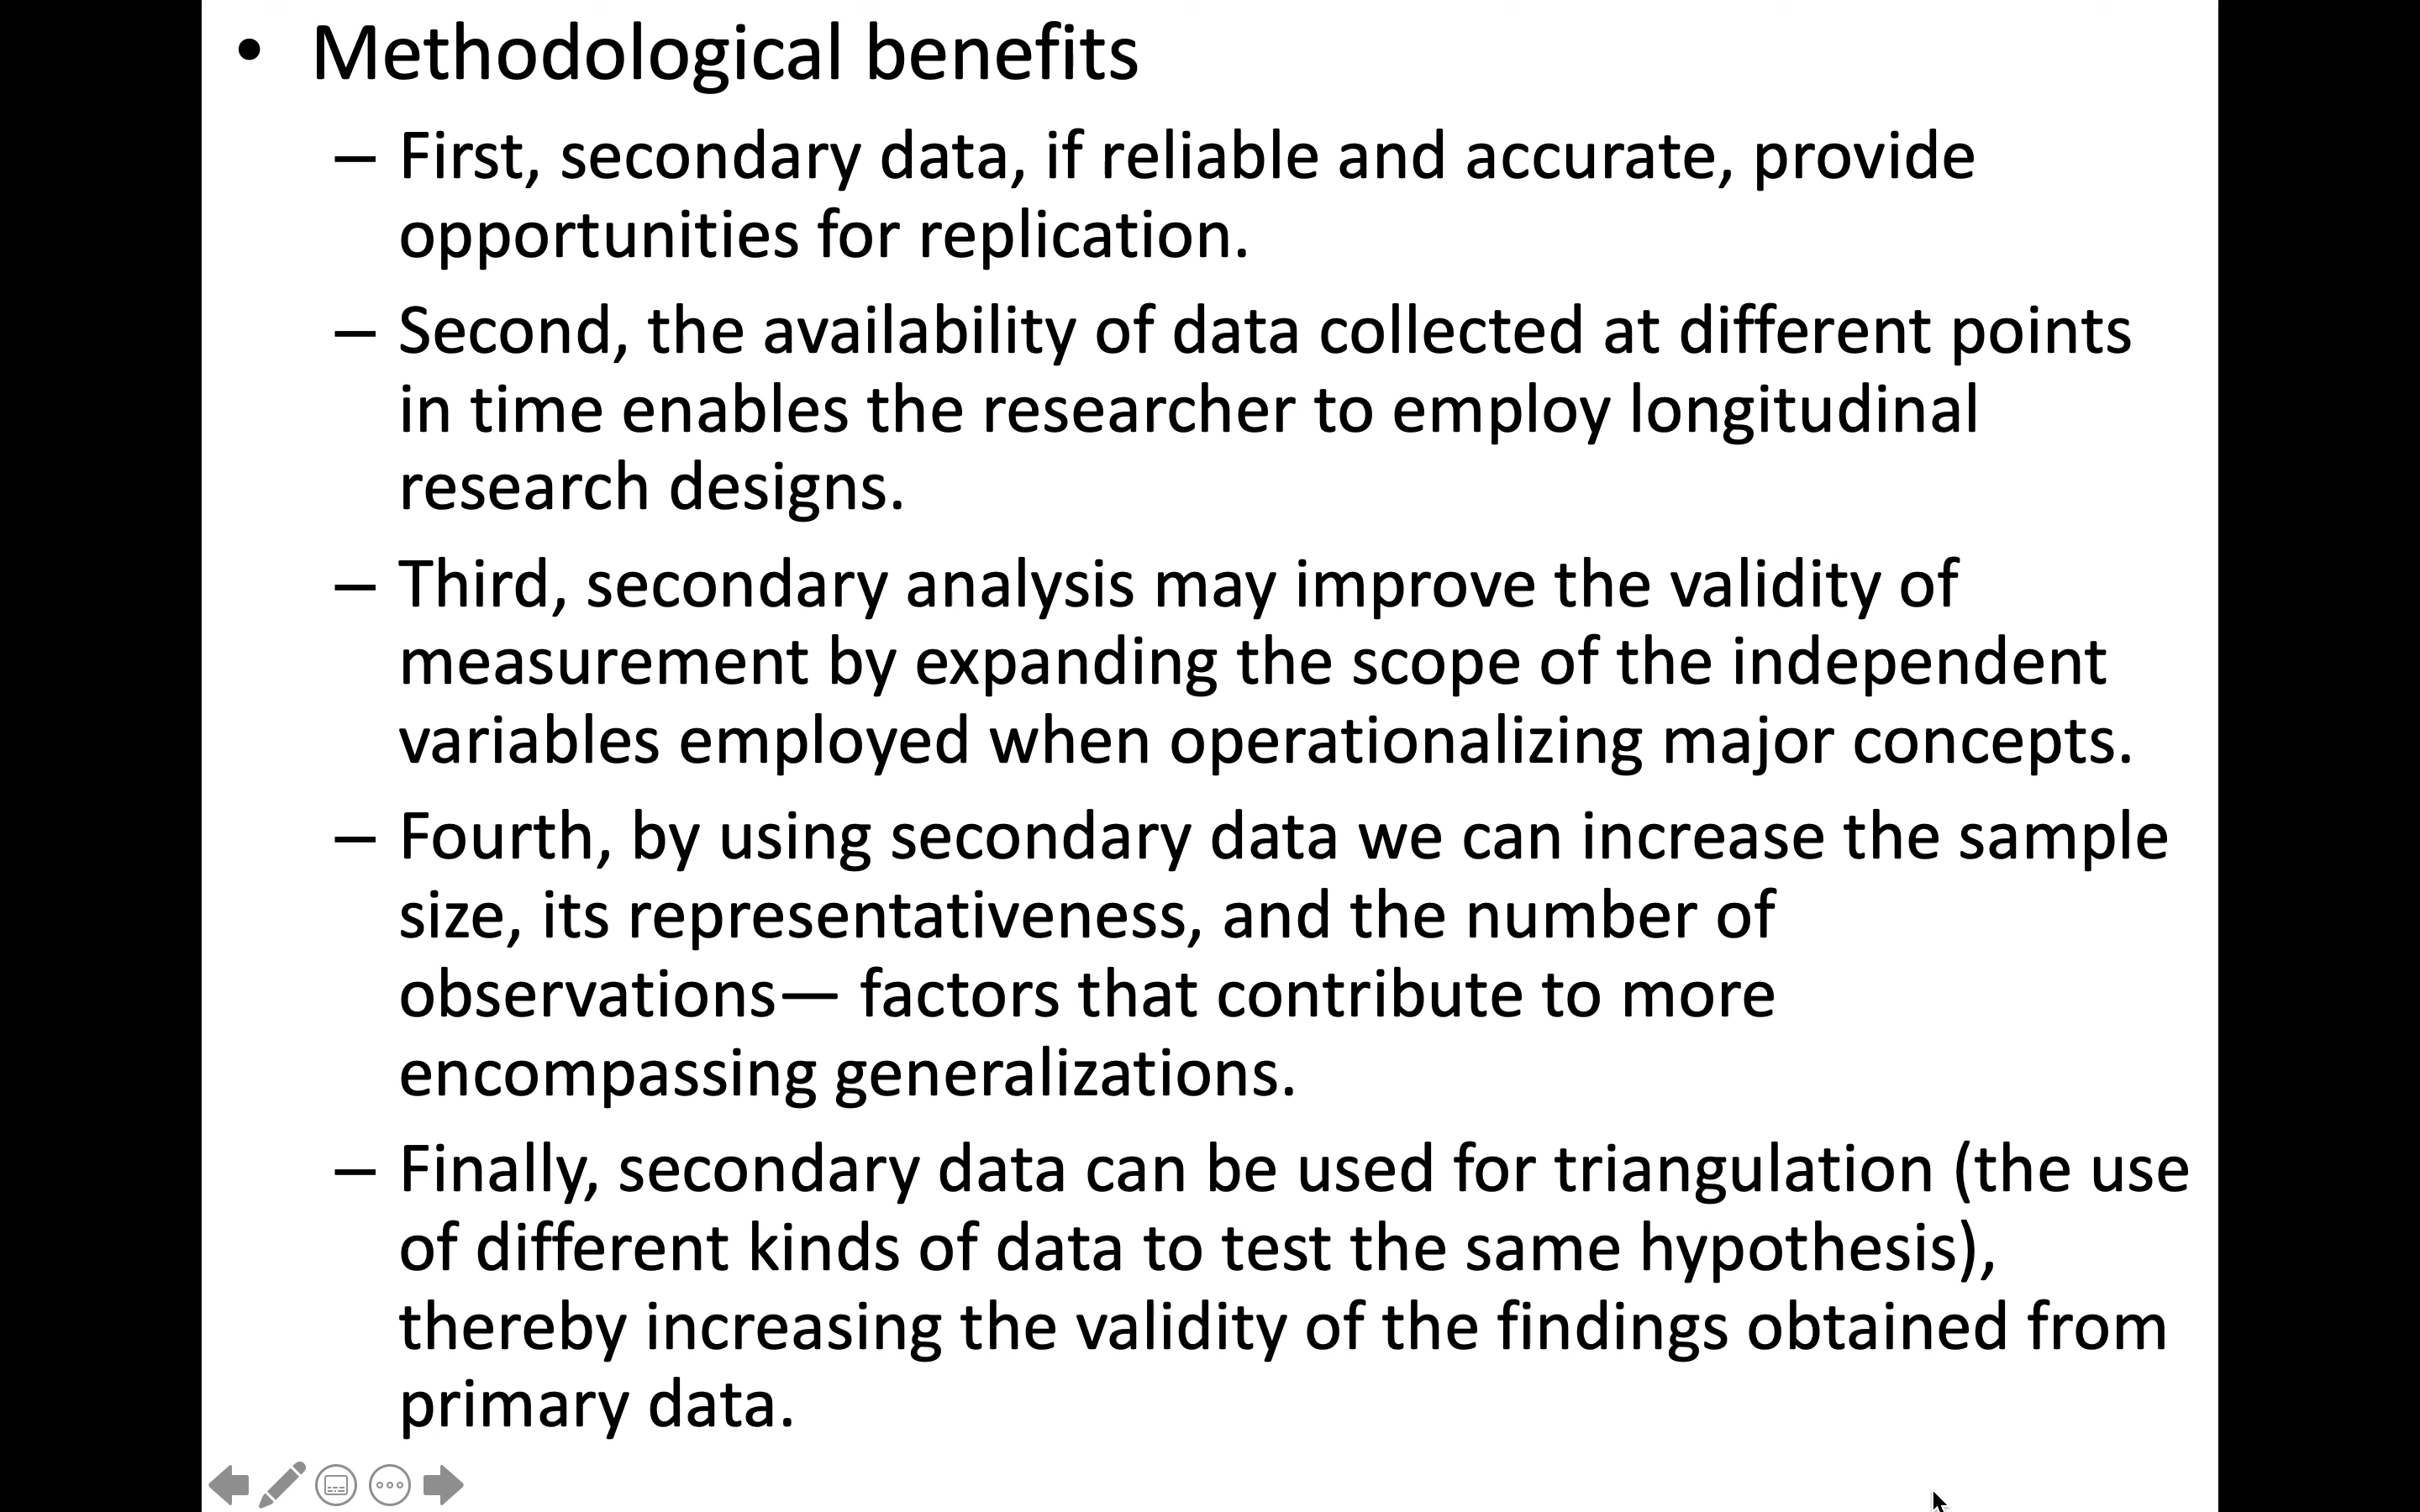 • Methodological benefits
– First, secondary data, if reliable and accurate, provide
opportunities for replication.
– Second, the availability of data collected at different points
in time enables the researcher to employ longitudinal
research designs.
– Third, secondary analysis may improve the validity of
measurement by expanding the scope of the independent
variables employed when operationalizing major concepts.
– Fourth, by using secondary data we can increase the sample
size, its representativeness, and the number of
observations— factors that contribute to more
encompassing generalizations.
– Finally, secondary data can be used for triangulation (the use
of different kinds of data to test the same hypothesis),
thereby increasing the validity of the findings obtained from
primary data.